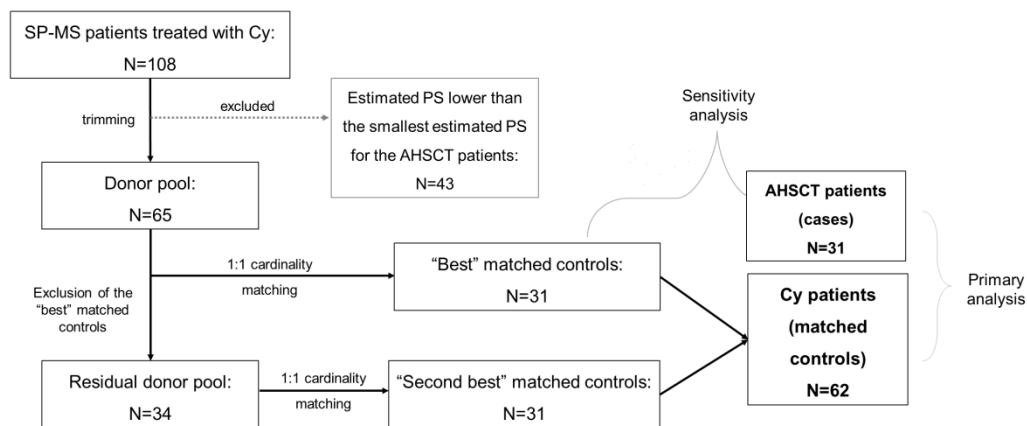 SP-MS patients treated with Cy:
N=108
trimming
excluded
Estimated PS lower than
the smallest estimated PS
for the AHSCT patients:
N=43
Sensitivity
analysis
Donor pool:
N=65
AHSCT patients
(cases)
N=31
Exclusion of the
“best” matched
controls
1:1 cardinality
matching
“Best” matched controls:
N=31
Cy patients
(matched
controls)
N=62
Primary
analysis
Residual donor pool:
N=34
1:1 cardinality
matching
“Second best” matched controls:
N=31